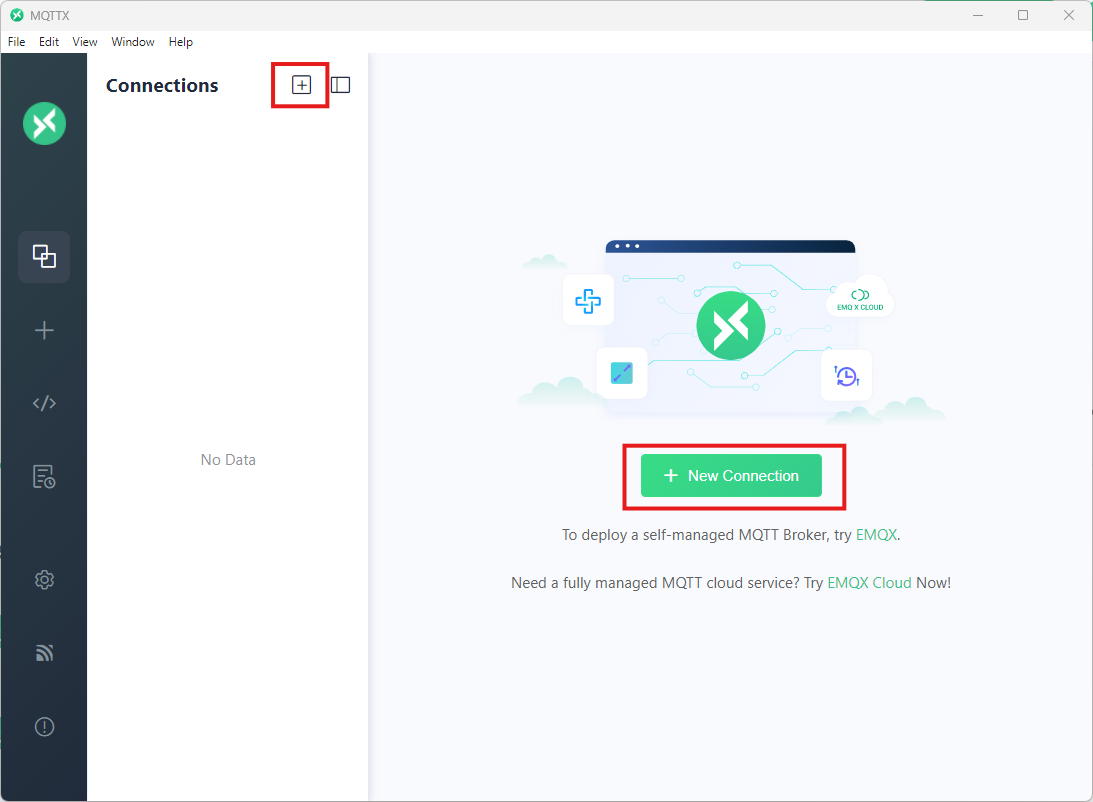 MQTTX
File Edit View Window Help
Connections
No Data
EMQ X CLOUD
New Connection
To deploy a self-managed MQTT Broker, try EMQX.
Need a fully managed MQTT cloud service? Try EMQX Cloud Now!